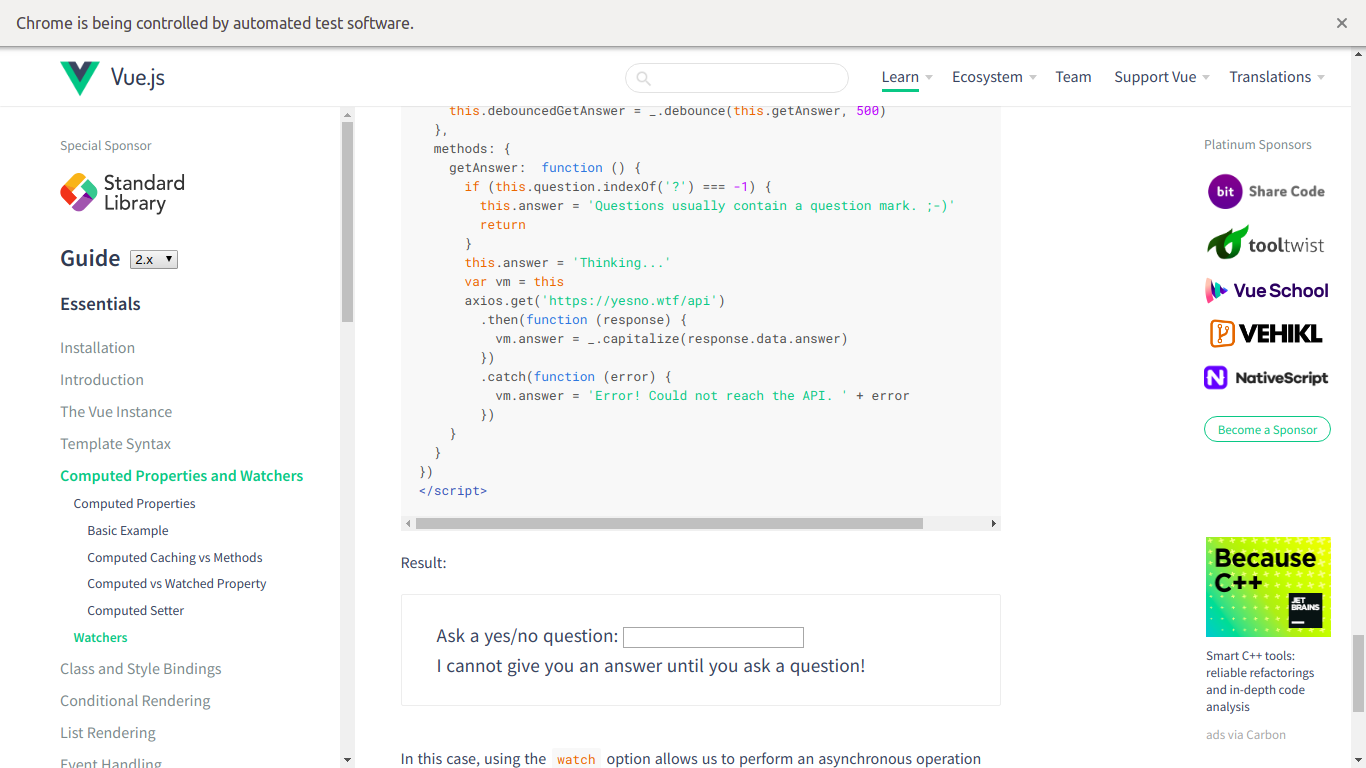 Chrome is being controlled by automated test software.
Vue.js
Learn
Ecosystem
Team
Support Vue
Translations
Special Sponsor
Standard
Library
Guide 2.x
Essentials
Installation
Introduction
The Vue Instance
Template Syntax
Computed Properties and Watchers
Computed Properties
Basic Example
Computed Caching vs Methods
Computed vs Watched Property
Computed Setter
Watchers
Class and Style Bindings
Conditional Rendering
List Rendering
Event Handling
this.debouncedGetAnswer = _.debounce(this.getAnswer, 500)
},
methods: {
getAnswer:  function () {
if (this.question.indexOf('?') === -1) {
this.answer = 'Questions usually contain a question mark. ;-)'
return
}
this.answer = 'Thinking...'
var vm = this
axios.get('https://yesno.wtf/api')
.then(function (response) {
vm.answer = _.capitalize(response.data.answer)
})
.catch(function (error) {
vm.answer = 'Error! Could not reach the API. ' + error
})
}
}
})
</script>
Result:
Ask a yes/no question:
I cannot give you an answer until you ask a question!
In this case, using the watch option allows us to perform an asynchronous operation
Platinum Sponsors
bit Share Code
tooltwist
Vue School
VEHIKL
NativeScript
Become a Sponsor
Because
C++
JET
BRAINS
Smart C++ tools:
reliable refactorings
and in-depth code
analysis
ads via Carbon